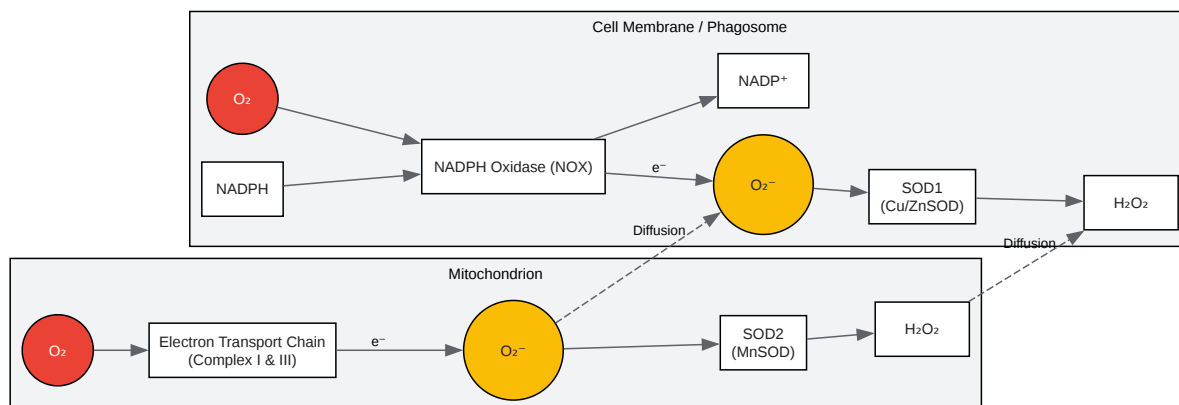 Cell Membrane / Phagosome
O₂
NADPH
NADPH Oxidase (NOX)
NADP⁺
e⁻
O₂⁻
SOD1
(Cu/ZnSOD)
H₂O₂
Diffusion
Diffusion
Mitochondrion
O₂
Electron Transport Chain
(Complex I & III)
e⁻
O₂⁻
SOD2
(MnSOD)
H₂O₂